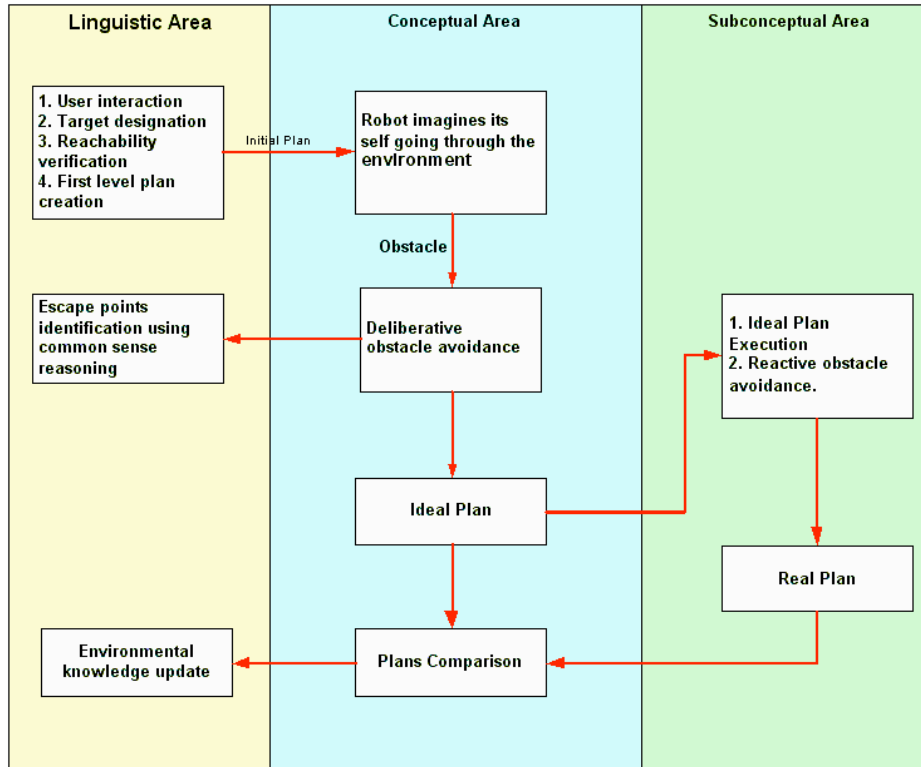 Linguistic Area
Conceptual Area
Subconceptual Area
1. User interaction
2. Target designation
3. Reachability
verification
4. First level plan
creation
Initial Plan
Robot imagines its
self going through the
environment
Obstacle
Escape points
identification using
common sense
reasoning
Deliberative
obstacle avoidance
1. Ideal Plan
Execution
2. Reactive obstacle
avoidance.
Ideal Plan
Real Plan
Environmental
knowledge update
Plans Comparison